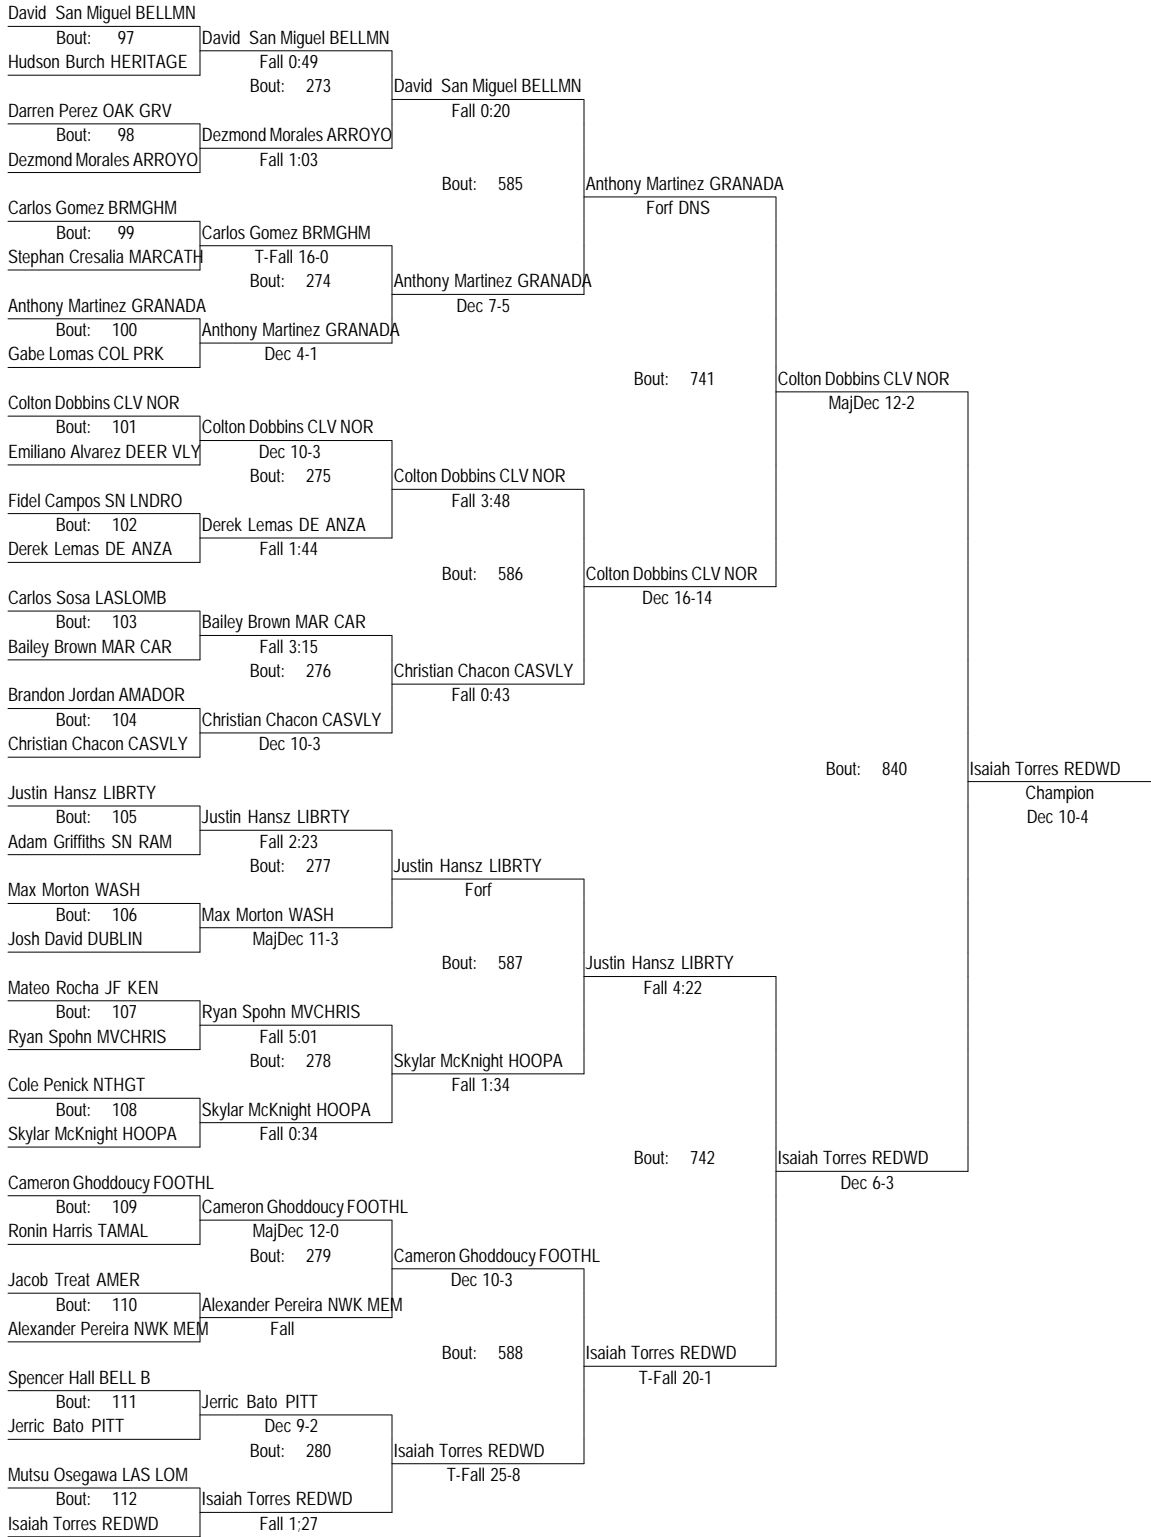 David San Miguel BELLMN
Bout: 97
David San Miguel BELLMN
Hudson Burch HERITAGE
Fall 0:49
Bout: 273
David San Miguel BELLMN
Darren Perez OAK GRV
Fall 0:20
Bout: 98
Dezmond Morales ARROYO
Dezmond Morales ARROYO
Fall 1:03
Bout: 585
Anthony Martinez GRANADA
Carlos Gomez BRMGHM
Forf DNS
Bout: 99
Carlos Gomez BRMGHM
Stephan Cresalia MARCATH
T-Fall 16-0
Bout: 274
Anthony Martinez GRANADA
Anthony Martinez GRANADA
Dec 7-5
Bout: 100
Anthony Martinez GRANADA
Gabe Lomas COL PRK
Dec 4-1
Bout: 741
Colton Dobbins CLV NOR
Colton Dobbins CLV NOR
MajDec 12-2
Bout: 101
Colton Dobbins CLV NOR
Emiliano Alvarez DEER VLY
Dec 10-3
Bout: 275
Colton Dobbins CLV NOR
Fidel Campos SN LNDRO
Fall 3:48
Bout: 102
Derek Lemas DE ANZA
Derek Lemas DE ANZA
Fall 1:44
Bout: 586
Colton Dobbins CLV NOR
Carlos Sosa LASLOMB
Dec 16-14
Bout: 103
Bailey Brown MAR CAR
Bailey Brown MAR CAR
Fall 3:15
Bout: 276
Christian Chacon CASVLY
Brandon Jordan AMADOR
Fall 0:43
Bout: 104
Christian Chacon CASVLY
Christian Chacon CASVLY
Dec 10-3
Bout: 840
Isaiah Torres REDWD
Justin Hansz LIBRTY
Champion
Bout: 105
Justin Hansz LIBRTY
Dec 10-4
Adam Griffiths SN RAM
Fall 2:23
Bout: 277
Justin Hansz LIBRTY
Max Morton WASH
Forf
Bout: 106
Max Morton WASH
Josh David DUBLIN
MajDec 11-3
Bout: 587
Justin Hansz LIBRTY
Mateo Rocha JF KEN
Fall 4:22
Bout: 107
Ryan Spohn MVCHRIS
Ryan Spohn MVCHRIS
Fall 5:01
Bout: 278
Skylar McKnight HOOPA
Cole Penick NTHGT
Fall 1:34
Bout: 108
Skylar McKnight HOOPA
Skylar McKnight HOOPA
Fall 0:34
Bout: 742
Isaiah Torres REDWD
Cameron Ghoddoucy FOOTHL
Dec 6-3
Bout: 109
Cameron Ghoddoucy FOOTHL
Ronin Harris TAMAL
MajDec 12-0
Bout: 279
Cameron Ghoddoucy FOOTHL
Jacob Treat AMER
Dec 10-3
Bout: 110
Alexander Pereira NWK MEM
Alexander Pereira NWK MEM
Fall
Bout: 588
Isaiah Torres REDWD
Spencer Hall BELL B
T-Fall 20-1
Bout: 111
Jerric Bato PITT
Jerric Bato PITT
Dec 9-2
Bout: 280
Isaiah Torres REDWD
Mutsu Osegawa LAS LOM
T-Fall 25-8
Bout: 112
Isaiah Torres REDWD
Isaiah Torres REDWD
Fall 1;27